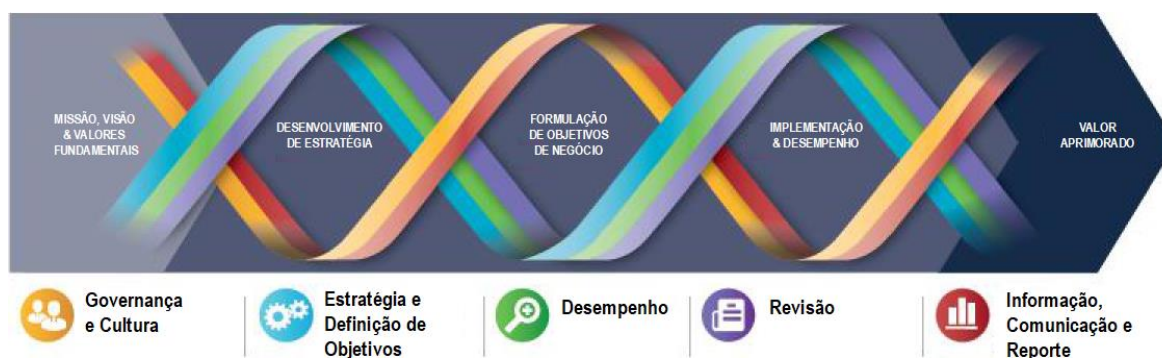 MISSÃO, VISÃO
& VALORES
FUNDAMENTAIS
DESENVOLVIMENTO
DE ESTRATÉGIA
FORMULAÇÃO
DE OBJETIVOS
DE NEGÓCIO
IMPLEMENTAÇÃO
& DESEMPENHO
VALOR
APRIMORADO
Governança
e Cultura
Estratégia e
Definição de
Objetivos
Desempenho
Revisão
Informação,
Comunicação e
Reporte